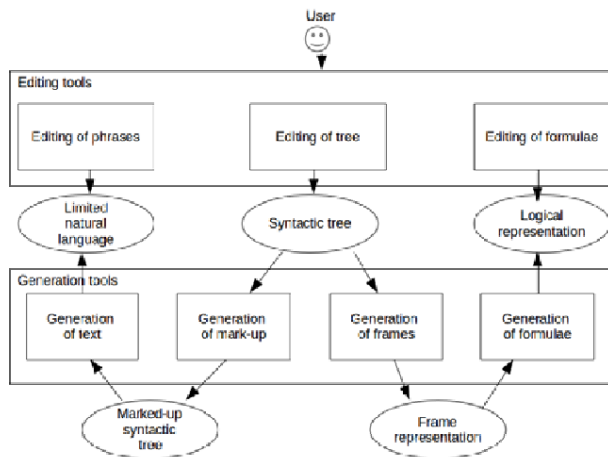 User
Editing tools
Editing of phrases
Editing of tree
Editing of formulae
Limited
natural
language
Syntactic tree
Logical
representation
Generation tools
Generation
of text
Generation
of mark-up
Generation
of frames
Generation
of formulae
Marked-up
syntactic
tree
Frame
representation